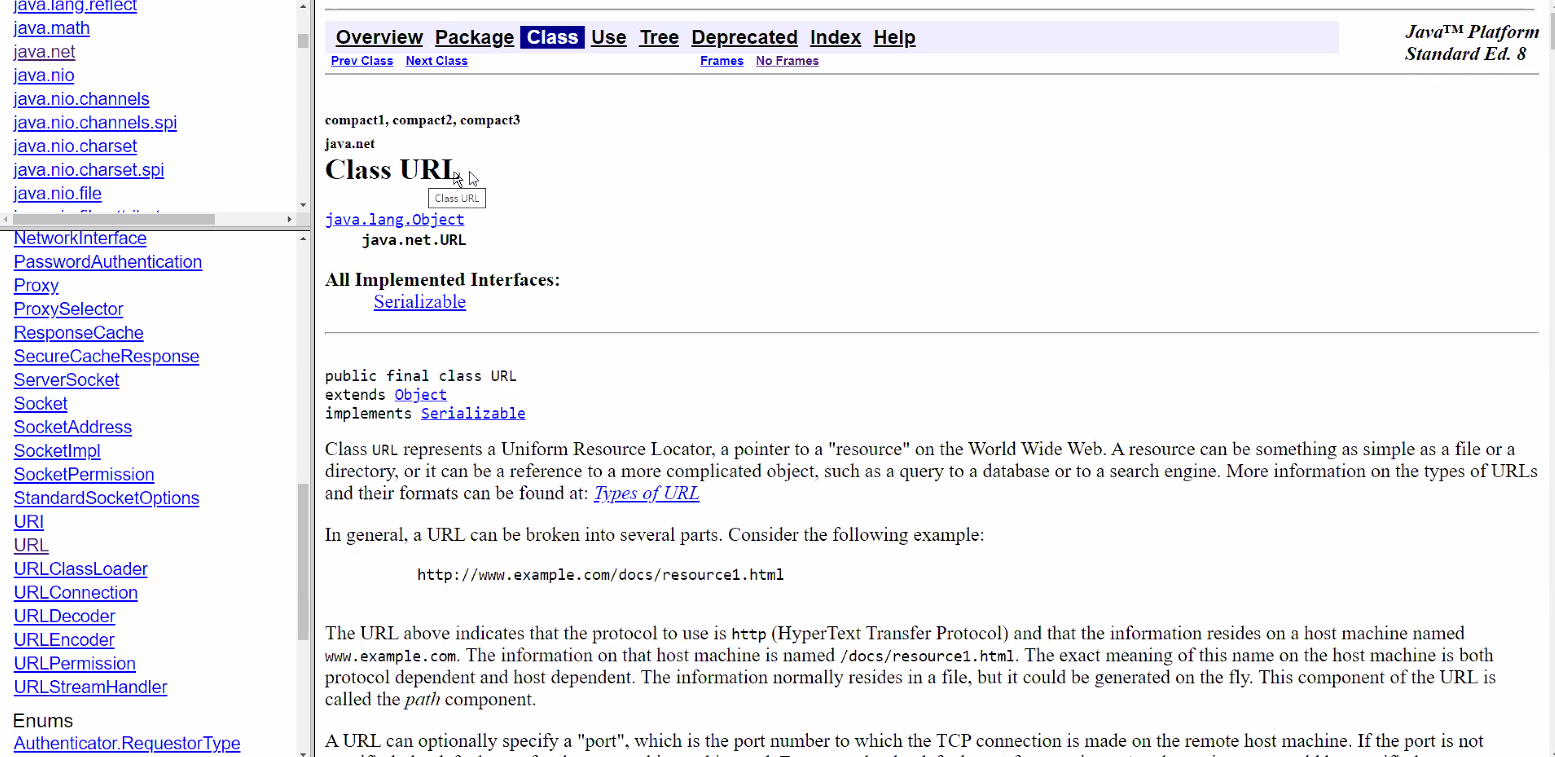 java.lang.reflect
java.math
java.net
java.nio
java.nio.channels
java.nio.channels.spi
java.nio.charset
java.nio.charset.spi
java.nio.file
NetworkInterface
PasswordAuthentication
Proxy
ProxySelector
ResponseCache
SecureCacheResponse
ServerSocket
Socket
SocketAddress
SocketImpl
SocketPermission
StandardSocketOptions
URI
URL
URLClassLoader
URLConnection
URLDecoder
URLEncoder
URLPermission
URLStreamHandler
Enums
Authenticator.RequestorType
Overview Package Class Use Tree Deprecated Index Help
Java™ Platform
Standard Ed. 8
Prev Class Next Class Frames No Frames
compact1, compact2, compact3
java.net
Class URL
Class URL
java.lang.Object
java.net.URL
All Implemented Interfaces:
Serializable
public final class URL
extends Object
implements Serializable
Class URL represents a Uniform Resource Locator, a pointer to a "resource" on the World Wide Web. A resource can be something as simple as a file or a
directory, or it can be a reference to a more complicated object, such as a query to a database or to a search engine. More information on the types of URLs
and their formats can be found at: Types of URL
In general, a URL can be broken into several parts. Consider the following example:
http://www.example.com/docs/resource1.html
The URL above indicates that the protocol to use is http (HyperText Transfer Protocol) and that the information resides on a host machine named
www.example.com. The information on that host machine is named /docs/resource1.html. The exact meaning of this name on the host machine is both
protocol dependent and host dependent. The information normally resides in a file, but it could be generated on the fly. This component of the URL is
called the path component.
A URL can optionally specify a "port", which is the port number to which the TCP connection is made on the remote host machine. If the port is not